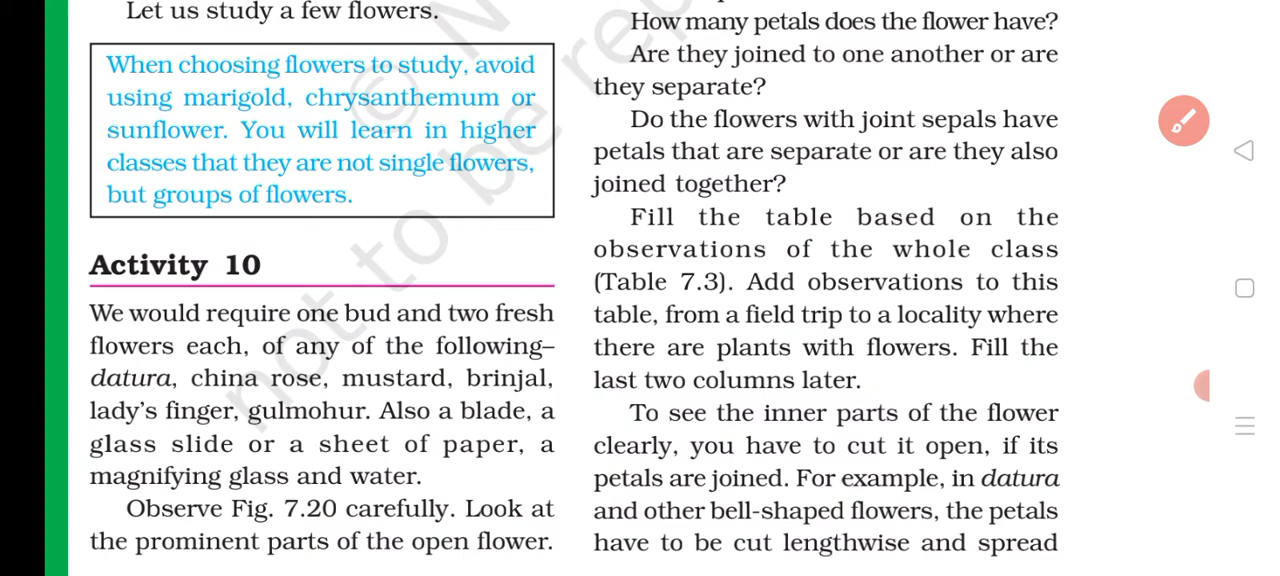 Let us study a few flowers.
When choosing flowers to study, avoid
using marigold, chrysanthemum or
sunflower. You will learn in higher
classes that they are not single flowers,
but groups of flowers.
Activity 10
We would require one bud and two fresh
flowers each, of any of the following–
datura, china rose, mustard, brinjal,
lady's finger, gulmohur. Also a blade, a
glass slide or a sheet of paper, a
magnifying glass and water.
Observe Fig. 7.20 carefully. Look at
the prominent parts of the open flower.
How many petals does the flower have?
Are they joined to one another or are
they separate?
Do the flowers with joint sepals have
petals that are separate or are they also
joined together?
Fill the table based on the
observations of the whole class
(Table 7.3). Add observations to this
table, from a field trip to a locality where
there are plants with flowers. Fill the
last two columns later.
To see the inner parts of the flower
clearly, you have to cut it open, if its
petals are joined. For example, in datura
and other bell-shaped flowers, the petals
have to be cut lengthwise and spread
© N
not to be rep